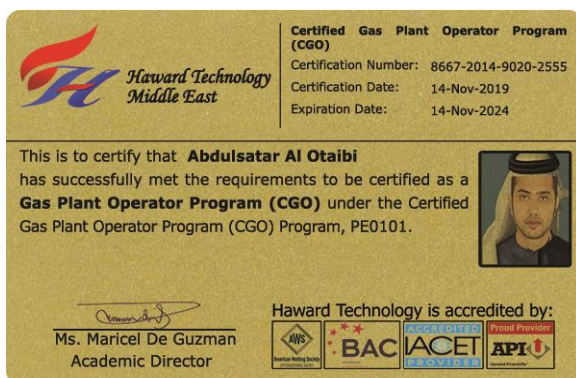 Haward Technology
Middle East
Certified Gas Plant Operator Program
(CGO)
Certification Number: 8667-2014-9020-2555
Certification Date: 14-Nov-2019
Expiration Date: 14-Nov-2024
This is to certify that Abdulsatar Al Otaibi
has successfully met the requirements to be certified as a
Gas Plant Operator Program (CGO) under the Certified
Gas Plant Operator Program (CGO) Program, PE0101.
Ms. Maricel De Guzman
Academic Director
Haward Technology is accredited by:
AWS
American Welding Society
BAC
ACCREDITED
IACET
PROVIDER
Proud Provider
API